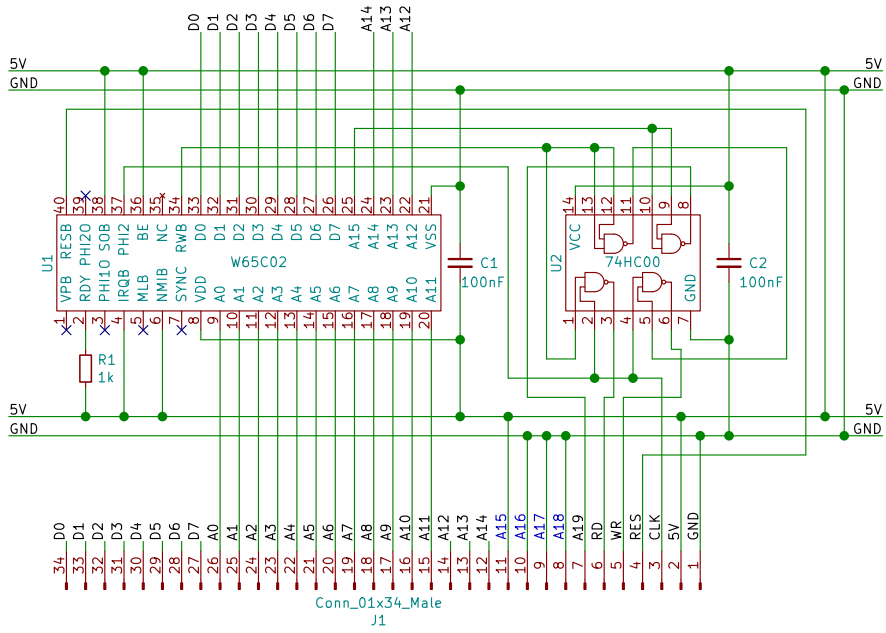 D0 D1 D2 D3 D4 D5 D6 D7 A14 A13 A12
5V 5V
GND GND
40 39 38 37 36 35 34 33 32 31 30 29 28 27 26 25 24 23 22 21
14 13 12 11 10 9 8
RESB PHI2O SOB PHI2 BE NC RWB D0 D1 D2 D3 D4 D5 D6 D7 A15 A14 A13 A12 VSS
VCC
U1 W65C02 C1 U2 74HC00 C2
100nF 100nF
VPB RDY PHI1O IRQB MLB NMIB SYNC VDD A0 A1 A2 A3 A4 A5 A6 A7 A8 A9 A10 A11
GND
1 2 3 4 5 6 7 8 9 10 11 12 13 14 15 16 17 18 19 20
1 2 3 4 5 6 7
R1
1k
5V 5V
GND GND
D0 D1 D2 D3 D4 D5 D6 D7 A0 A1 A2 A3 A4 A5 A6 A7 A8 A9 A10 A11 A12 A13 A14 A15 A16 A17 A18 A19 RD WR RES CLK 5V GND
34 33 32 31 30 29 28 27 26 25 24 23 22 21 20 19 18 17 16 15 14 13 12 11 10 9 8 7 6 5 4 3 2 1
Conn_01x34_Male
J1